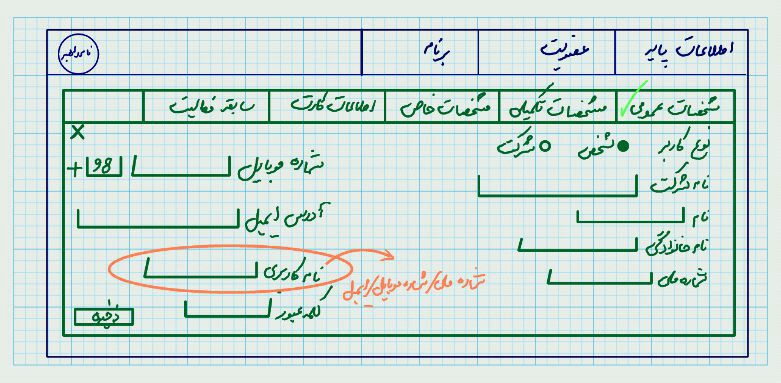 اطلاعات پایه
عضویت
برنامه
نام کاربر
مشخصات عمومی ✓
مشخصات تکمیلی
مشخصات خاص
اطلاعات کارت
سابقه فعالیت
X
نوع کاربر
شخص
شرکت
نام شرکت
نام
نام خانوادگی
شماره ملی
شماره موبایل
98 +
آدرس ایمیل
نام کاربری
شماره ملی/شماره موبایل/ایمیل
کلمه عبور
ذخیره